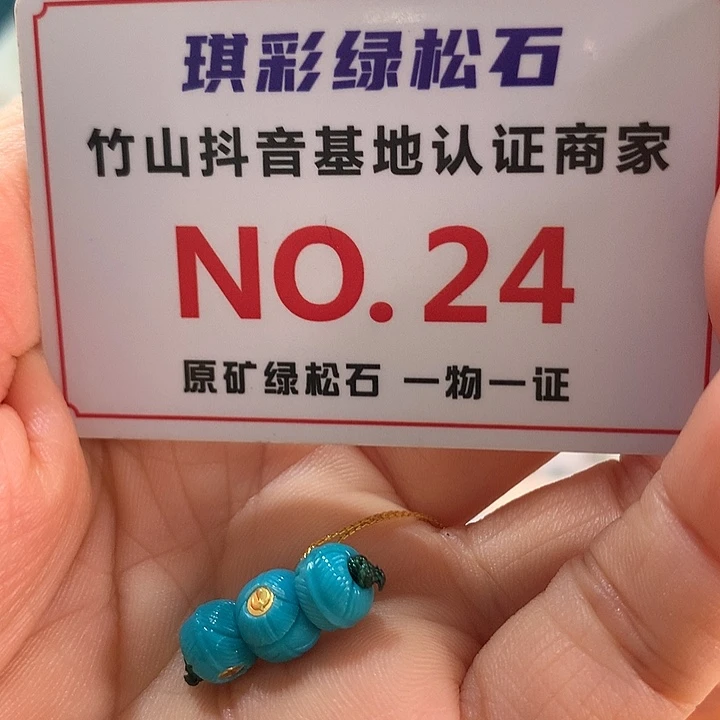 琪彩绿松石
竹山抖音基地认证商家
NO.24
原矿绿松石 一物一证